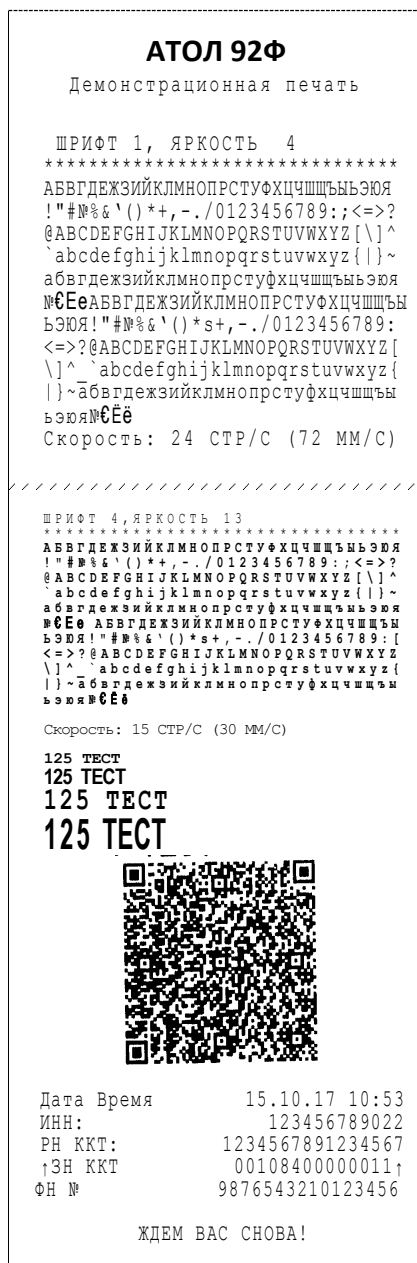 АТОЛ 92Ф
Демонстрационная печать
ШРИФТ 1, ЯРКОСТЬ 4
********************************
АБВГДЕЖЗИЙКЛМНОПРСТУФХЦЧШЩЪЫЬЭЮЯ
!"#№%&'()*+,-./0123456789:;<=>?
@ABCDEFGHIJKLMNOPQRSTUVWXYZ[\]^
`abcdefghijklmnopqrstuvwxyz{|}~
абвгдежзийклмнопрстуфхцчшщъыьэюя
№€ЕеАБВГДЕЖЗИЙКЛМНОПРСТУФХЦЧШЩЪЫ
ЬЭЮЯ!"#№%&'()*s+,-./0123456789:
<=>?@ABCDEFGHIJKLMNOPQRSTUVWXYZ[
\]^_`abcdefghijklmnopqrstuvwxyz{
|}~абвгдежзийклмнопрстуфхцчшщъы
ьэюя№€Ёё
Скорость: 24 СТР/С (72 ММ/С)
ШРИФТ 4,ЯРКОСТЬ 13
********************************
АБВГДЕЖЗИЙКЛМНОПРСТУФХЦЧШЩЪЫЬЭЮЯ
!"#№%&'()*+,-./0123456789:;<=>?
@ABCDEFGHIJKLMNOPQRSTUVWXYZ[\]^
`abcdefghijklmnopqrstuvwxyz{|}~
абвгдежзийклмнопрстуфхцчшщъыьэюя
№€Ее АБВГДЕЖЗИЙКЛМНОПРСТУФХЦЧШЩЪЫ
ЬЭЮЯ!"#№%&'()*s+,-./0123456789:[
<=>?@ABCDEFGHIJKLMNOPQRSTUVWXYZ
\]^_`abcdefghijklmnopqrstuvwxyz{
|}~абвгдежзийклмнопрстуфхцчшщъы
ьэюя№€Ёё
Скорость: 15 СТР/С (30 ММ/С)
125 ТЕСТ
125 ТЕСТ
125 ТЕСТ
125 ТЕСТ
Дата Время 15.10.17 10:53
ИНН: 123456789022
РН ККТ: 1234567891234567
↑ЗН ККТ 00108400000011↑
ФН № 9876543210123456
ЖДЕМ ВАС СНОВА!